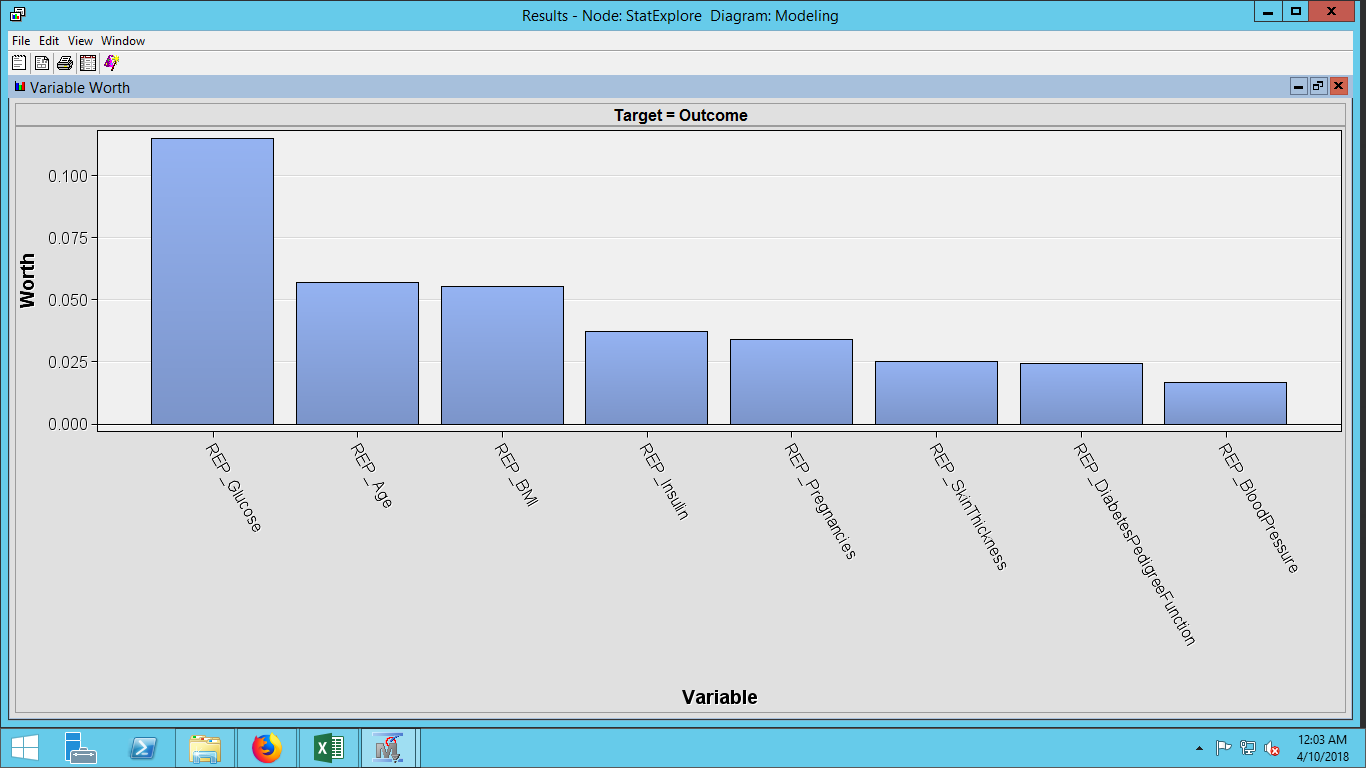 Results - Node: StatExplore  Diagram: Modeling
File Edit View Window
Variable Worth
Target = Outcome
Worth
0.100
0.075
0.050
0.025
0.000
REP_Glucose
REP_Age
REP_BMI
REP_Insulin
REP_Pregnancies
REP_SkinThickness
REP_DiabetesPedigreeFunction
REP_BloodPressure
Variable
12:03 AM
4/10/2018